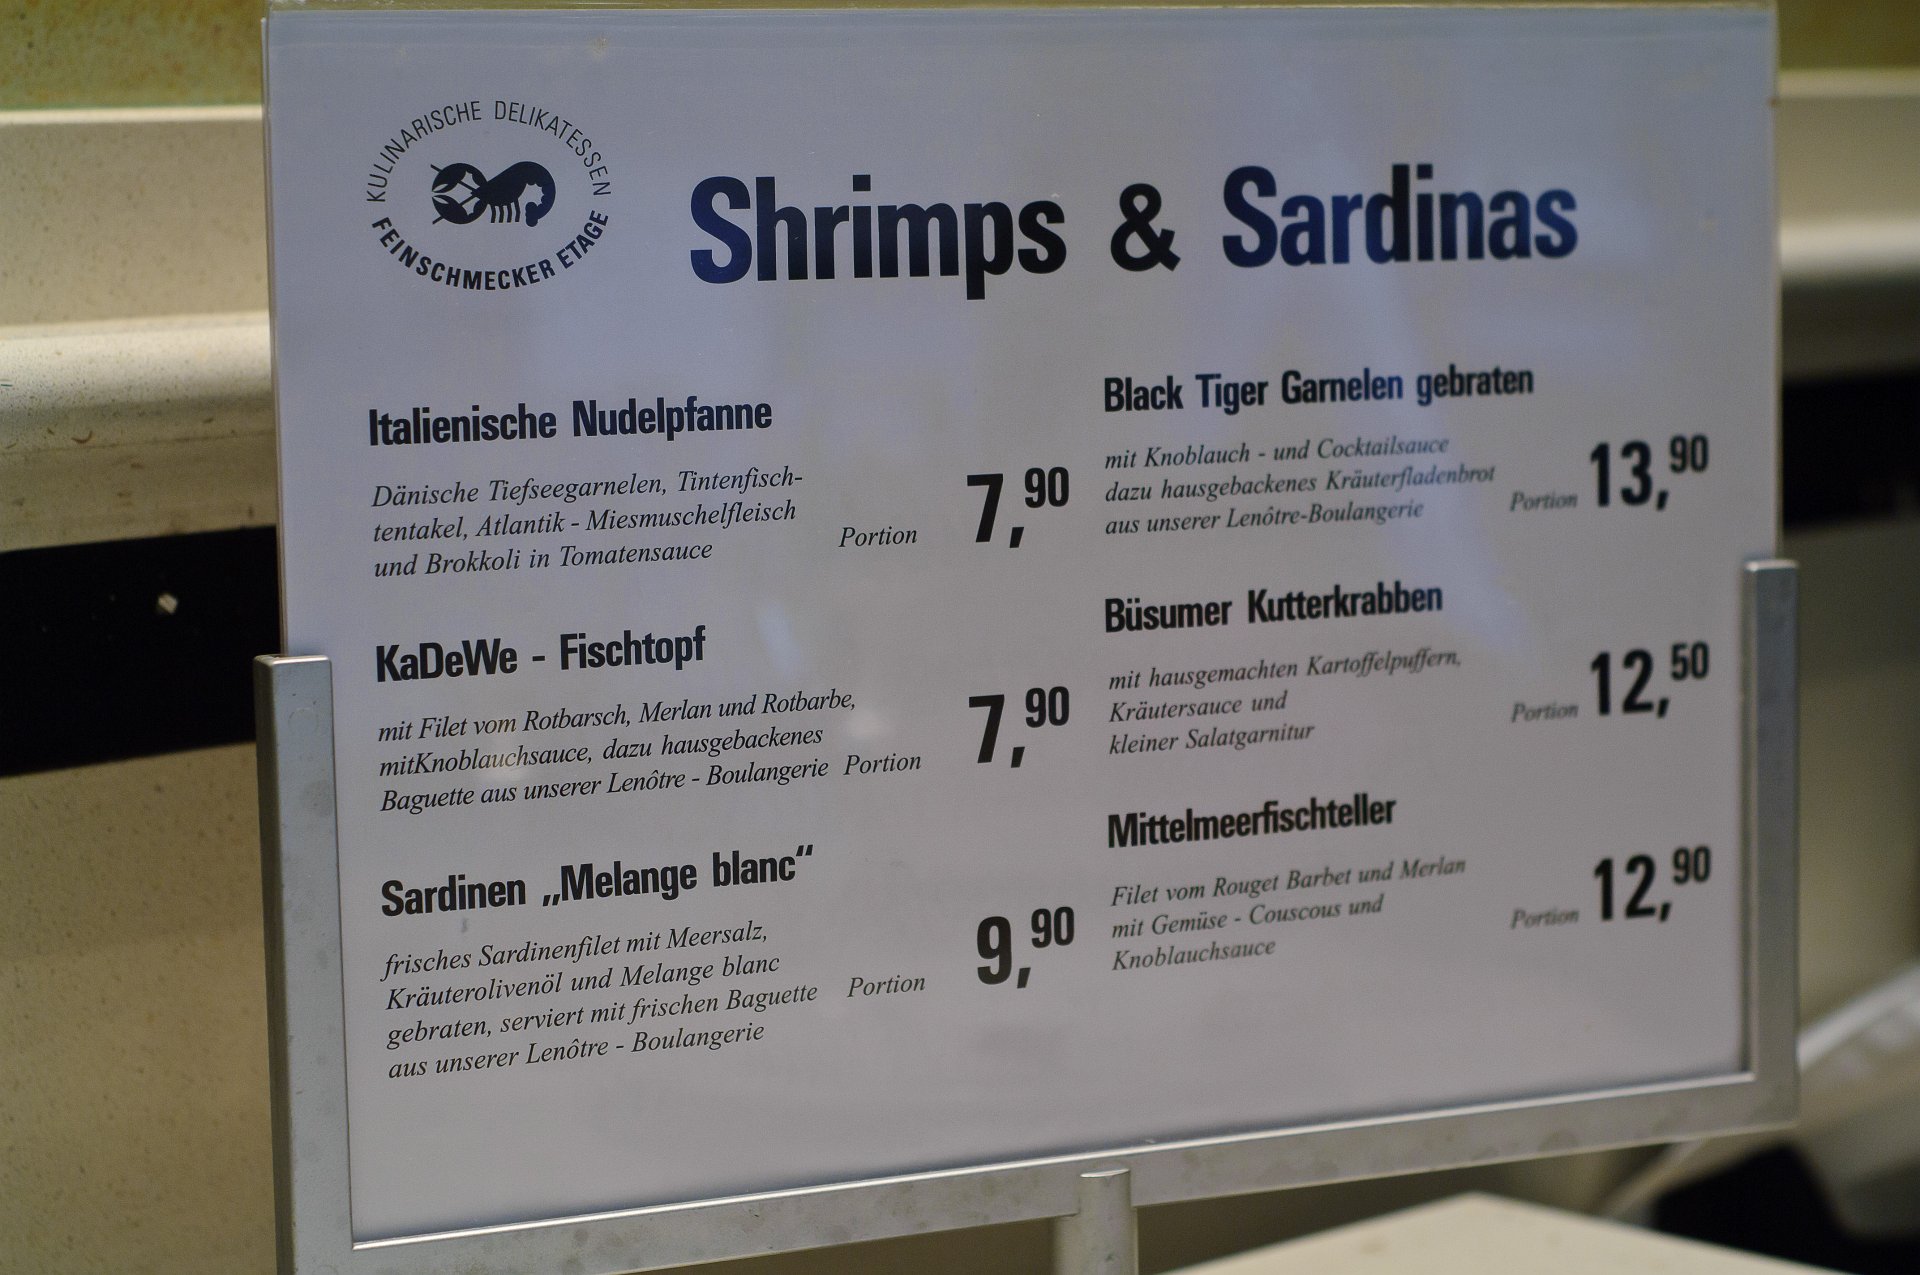 KULINARISCHE DELIKATESSEN
FEINSCHMECKER ETAGE
Shrimps & Sardinas
Italienische Nudelpfanne
Dänische Tiefseegarnelen, Tintenfisch-
tentakel, Atlantik - Miesmuschelfleisch
und Brokkoli in Tomatensauce
Portion 7,90
KaDeWe - Fischtopf
mit Filet vom Rotbarsch, Merlan und Rotbarbe,
mitKnoblauchsauce, dazu hausgebackenes
Baguette aus unserer Lenôtre - Boulangerie
Portion 7,90
Sardinen „Melange blanc“
frisches Sardinenfilet mit Meersalz,
Kräuterolivenöl und Melange blanc
gebraten, serviert mit frischen Baguette
aus unserer Lenôtre - Boulangerie
Portion 9,90
Black Tiger Garnelen gebraten
mit Knoblauch - und Cocktailsauce
dazu hausgebackenes Kräuterfladenbrot
aus unserer Lenôtre-Boulangerie
Portion 13,90
Büsumer Kutterkrabben
mit hausgemachten Kartoffelpuffern,
Kräutersauce und
kleiner Salatgarnitur
Portion 12,50
Mittelmeerfischteller
Filet vom Rouget Barbet und Merlan
mit Gemüse - Couscous und
Knoblauchsauce
Portion 12,90